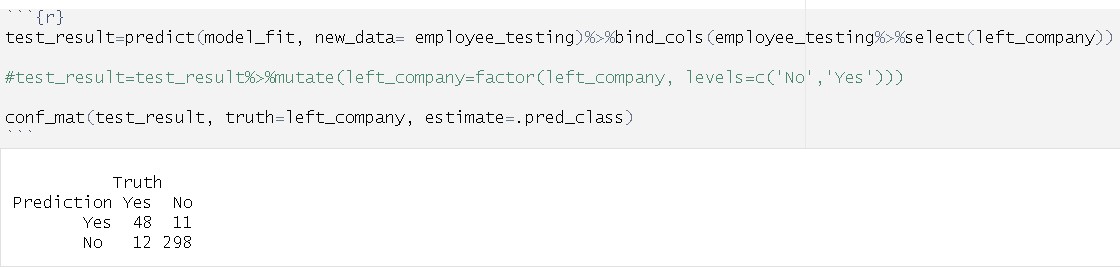 ```{r}
test_result=predict(model_fit, new_data= employee_testing)%>%bind_cols(employee_testing%>%select(left_company))
#test_result=test_result%>%mutate(left_company=factor(left_company, levels=c('No','Yes')))
conf_mat(test_result, truth=left_company, estimate=.pred_class)
```
Truth
Prediction Yes No
Yes 48 11
No 12 298